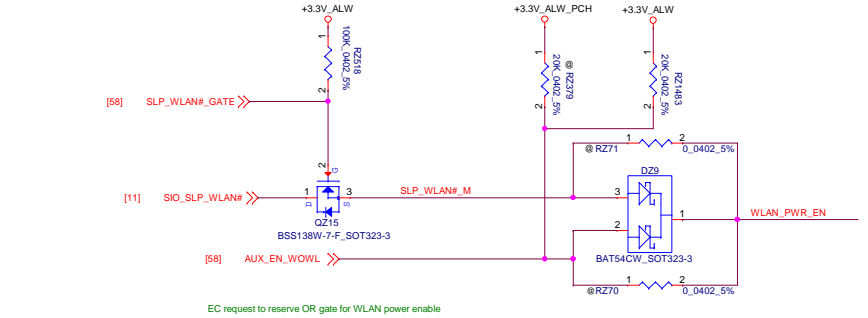 +3.3V_ALW
+3.3V_ALW_PCH
+3.3V_ALW
1
RZ518
100K_0402_5%
2
1
@ RZ379
20K_0402_5%
2
1
RZ1483
20K_0402_5%
2
[58] SLP_WLAN#_GATE
@ RZ71
1
2
0_0402_5%
2
G
DZ9
[11] SIO_SLP_WLAN#
1
D
3
S
SLP_WLAN#_M
3
QZ15
BSS138W-7-F_SOT323-3
1
WLAN_PWR_EN
2
[58] AUX_EN_WOWL
BAT54CW_SOT323-3
@RZ70
1
2
0_0402_5%
EC request to reserve OR gate for WLAN power enable